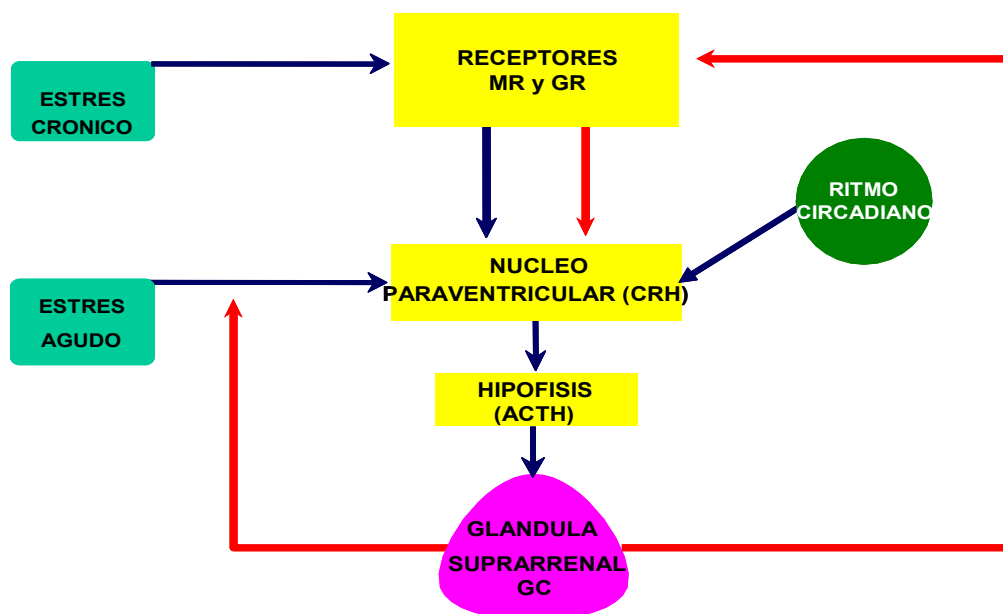 RECEPTORES
MR y GR
ESTRES
CRONICO
RITMO
CIRCADIANO
NUCLEO
PARAVENTRICULAR (CRH)
ESTRES
AGUDO
HIPOFISIS
(ACTH)
GLANDULA
SUPRARRENAL
GC